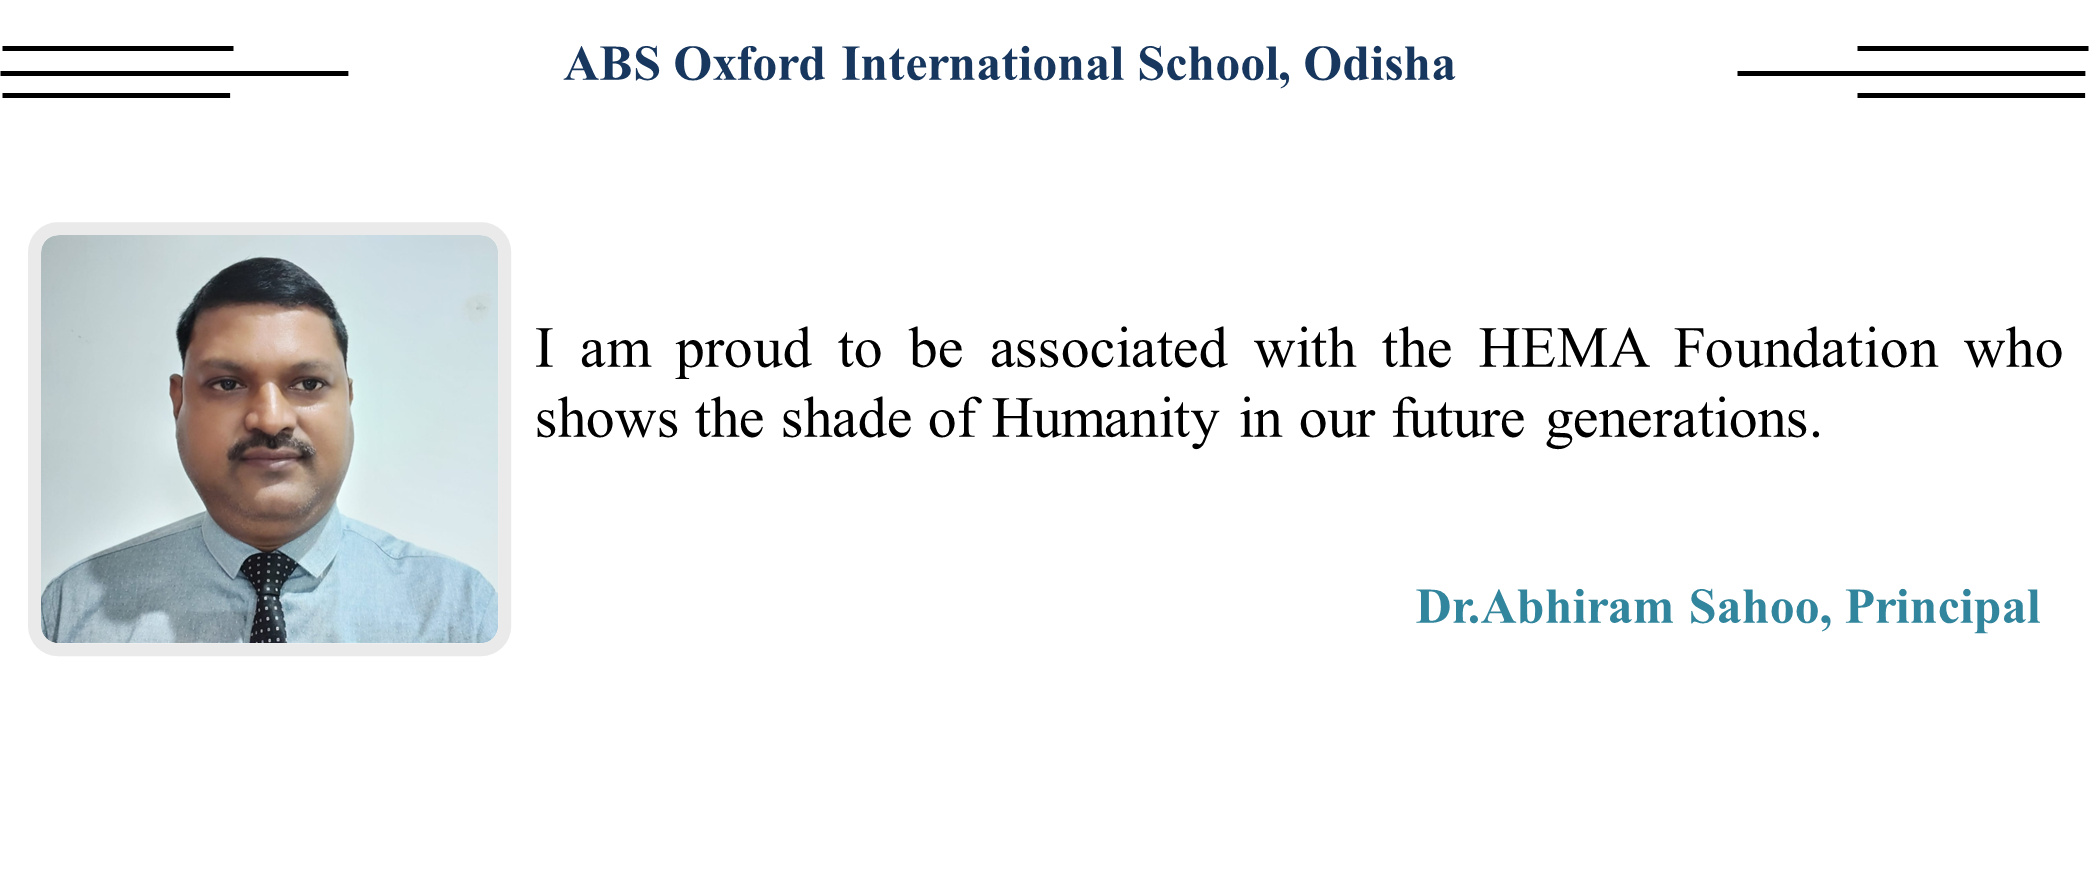 ABS Oxford International School, Odisha
I am proud to be associated with the HEMA Foundation who
shows the shade of Humanity in our future generations.
Dr.Abhiram Sahoo, Principal